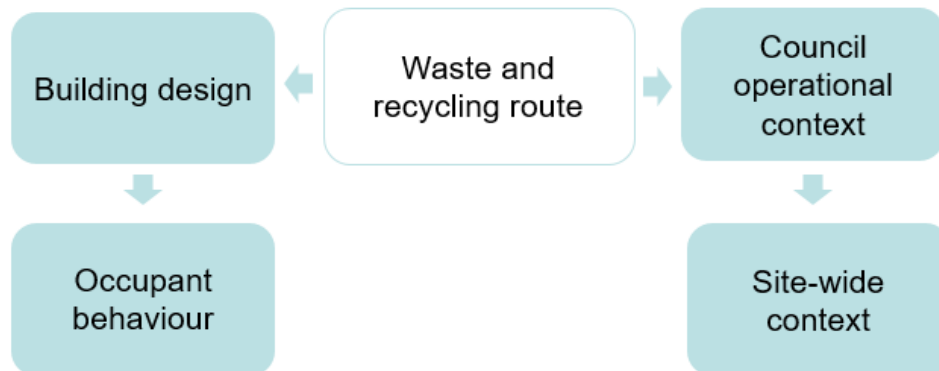 Building design
Waste and
recycling route
Council
operational
context
Occupant
behaviour
Site-wide
context